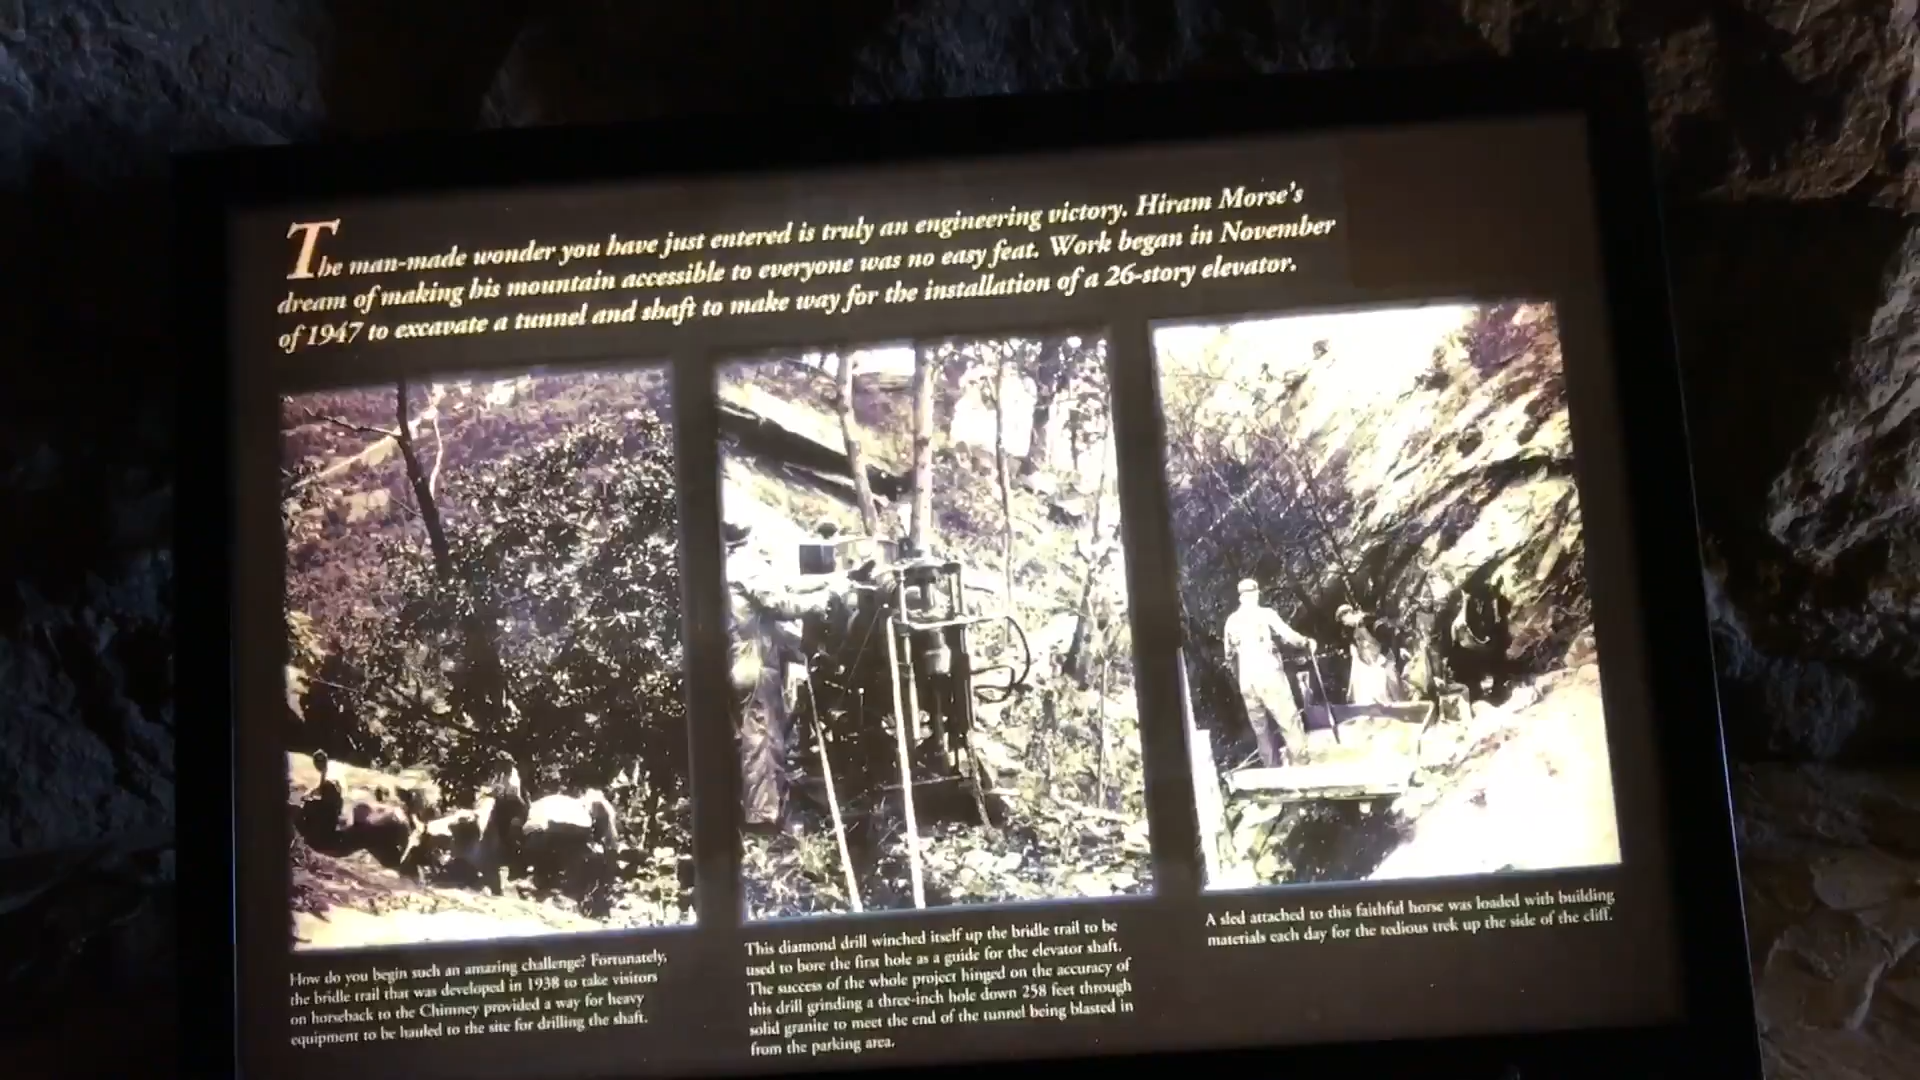 The man-made wonder you have just entered is truly an engineering victory. Hiram Morse's
dream of making his mountain accessible to everyone was no easy feat. Work began in November
of 1947 to excavate a tunnel and shaft to make way for the installation of a 26-story elevator.
How do you begin such an amazing challenge? Fortunately,
the bridle trail that was developed in 1938 to take visitors
on horseback to the Chimney provided a way for heavy
equipment to be hauled to the site for drilling the shaft.
This diamond drill winched itself up the bridle trail to be
used to bore the first hole as a guide for the elevator shaft.
The success of the whole project hinged on the accuracy of
this drill grinding a three-inch hole down 258 feet through
solid granite to meet the end of the tunnel being blasted in
from the parking area.
A sled attached to this faithful horse was loaded with building
materials each day for the tedious trek up the side of the cliff.